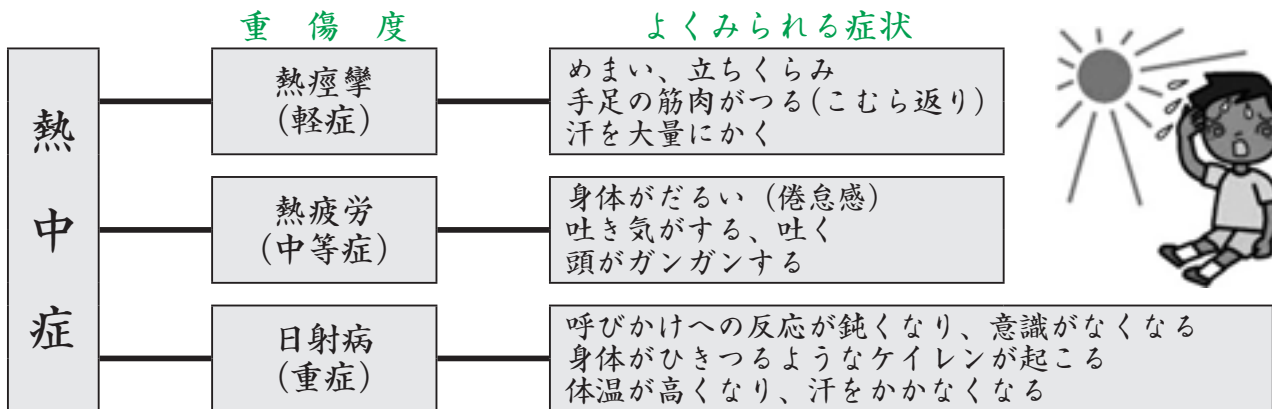 重傷度
よくみられる症状
熱中症
熱痙攣
(軽症)
めまい、立ちくらみ
手足の筋肉がつる(こむら返り)
汗を大量にかく
熱疲労
(中等症)
身体がだるい (倦怠感)
吐き気がする、吐く
頭がガンガンする
日射病
(重症)
呼びかけへの反応が鈍くなり、意識がなくなる
身体がひきつるようなケイレンが起こる
体温が高くなり、汗をかかなくなる